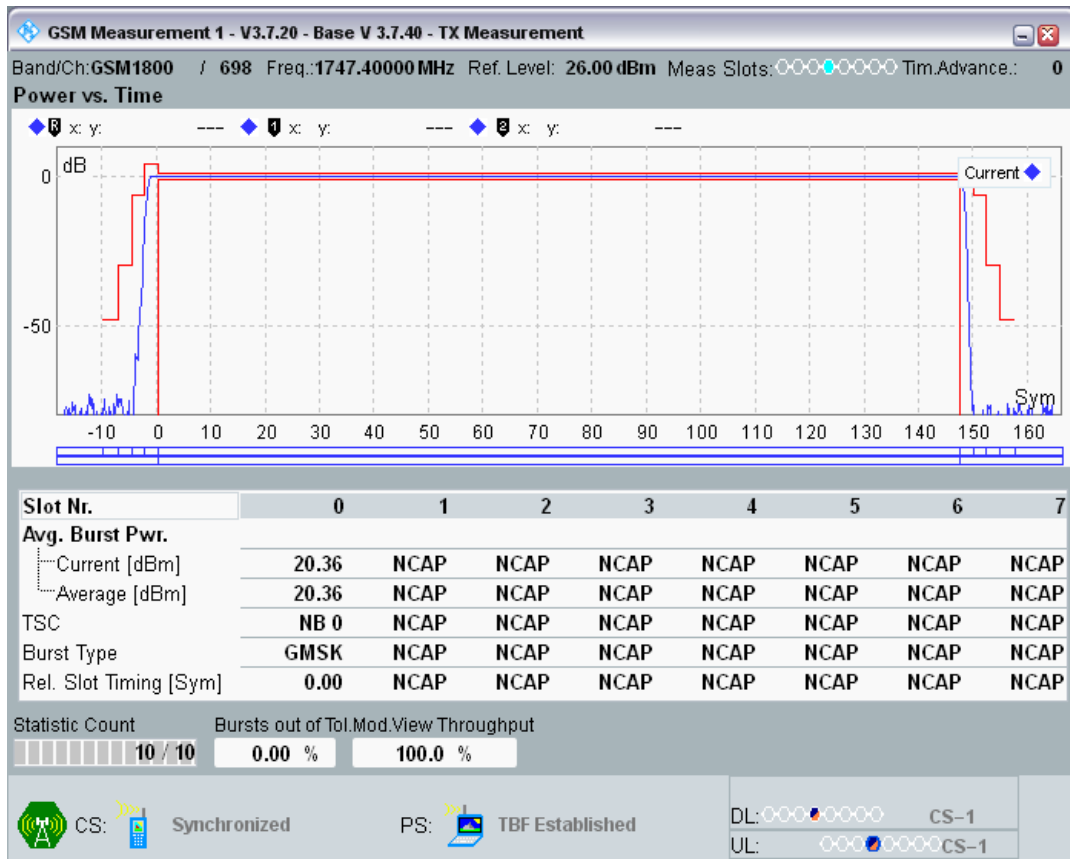 GSM Measurement 1 - V3.7.20 - Base V 3.7.40 - TX Measurement
Band/Ch:GSM1800 / 698 Freq.:1747.40000 MHz Ref. Level: 26.00 dBm Meas Slots: Tim.Advance.: 0
Power vs. Time
R x: y: --- 1 x: y: --- 2 x: y: ---
dB
Current
0
-50
Sym
-10 0 10 20 30 40 50 60 70 80 90 100 110 120 130 140 150 160
Slot Nr. 0 1 2 3 4 5 6 7
Avg. Burst Pwr.
Current [dBm] 20.36 NCAP NCAP NCAP NCAP NCAP NCAP NCAP
Average [dBm] 20.36 NCAP NCAP NCAP NCAP NCAP NCAP NCAP
TSC NB 0 NCAP NCAP NCAP NCAP NCAP NCAP NCAP
Burst Type GMSK NCAP NCAP NCAP NCAP NCAP NCAP NCAP
Rel. Slot Timing [Sym] 0.00 NCAP NCAP NCAP NCAP NCAP NCAP NCAP
Statistic Count Bursts out of Tol.Mod.View Throughput
10 / 10 0.00 % 100.0 %
CS: Synchronized PS: TBF Established
DL: CS-1
UL: CS-1